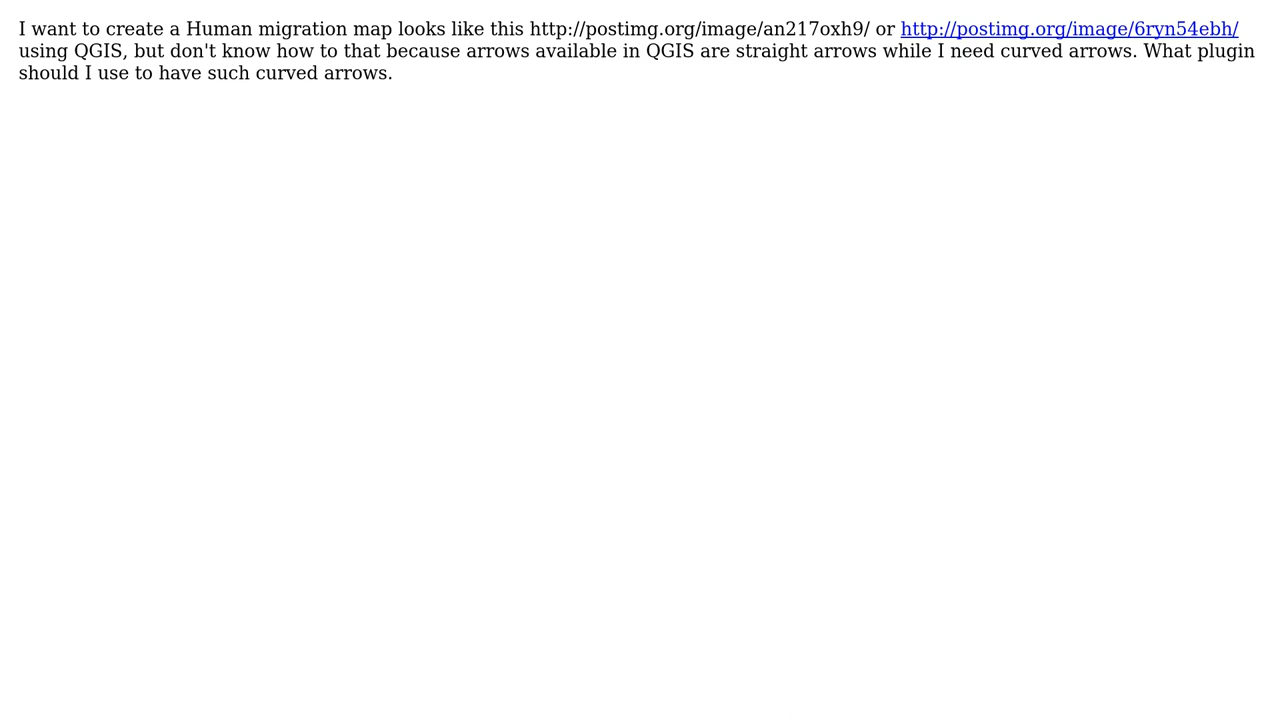 I want to create a Human migration map looks like this http://postimg.org/image/an217oxh9/ or http://postimg.org/image/6ryn54ebh/
using QGIS, but don't know how to that because arrows available in QGIS are straight arrows while I need curved arrows. What plugin
should I use to have such curved arrows.